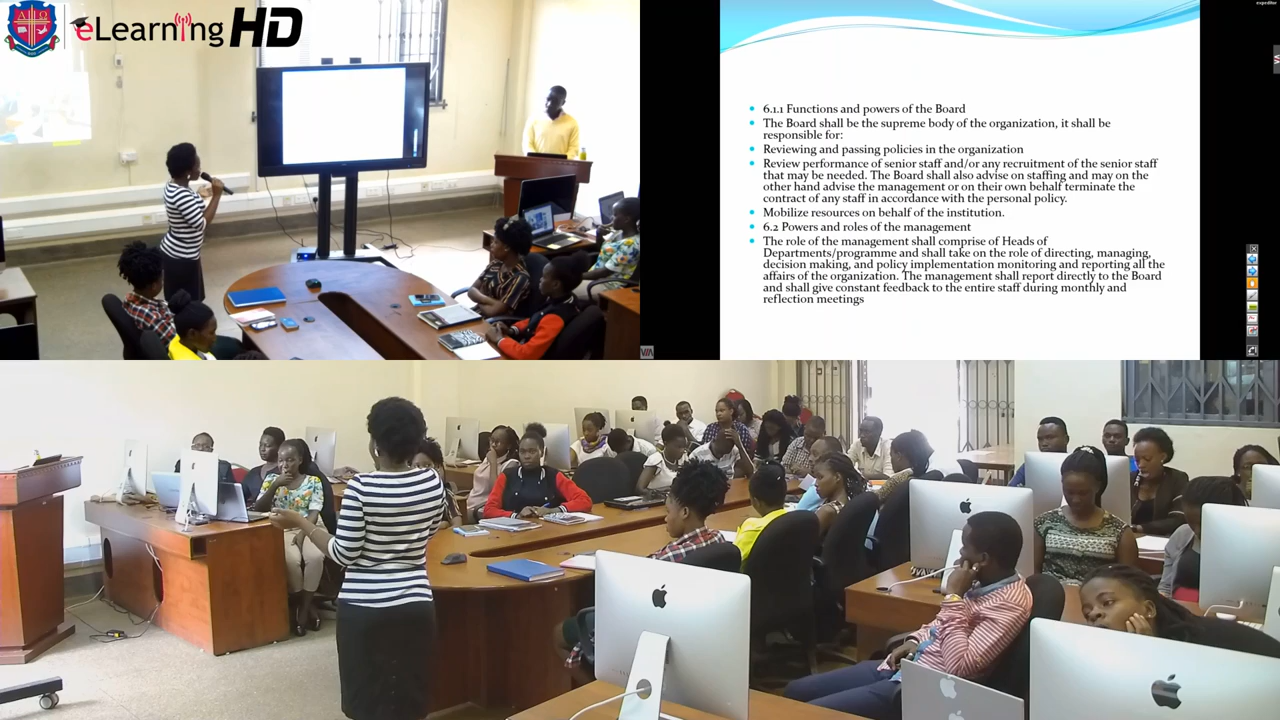 eLearning HD
expeditor
6.1.1 Functions and powers of the Board
The Board shall be the supreme body of the organization, it shall be
responsible for:
Reviewing and passing policies in the organization
Review performance of senior staff and/or any recruitment of the senior staff
that may be needed. The Board shall also advise on staffing and may on the
other hand advise the management or on their own behalf terminate the
contract of any staff in accordance with the personal policy.
Mobilize resources on behalf of the institution.
6.2 Powers and roles of the management
The role of the management shall comprise of Heads of
Departments/programme and shall take on the role of directing, managing,
decision making, and policy implementation monitoring and reporting all the
affairs of the organization. The management shall report directly to the Board
and shall give constant feedback to the entire staff during monthly and
reflection meetings